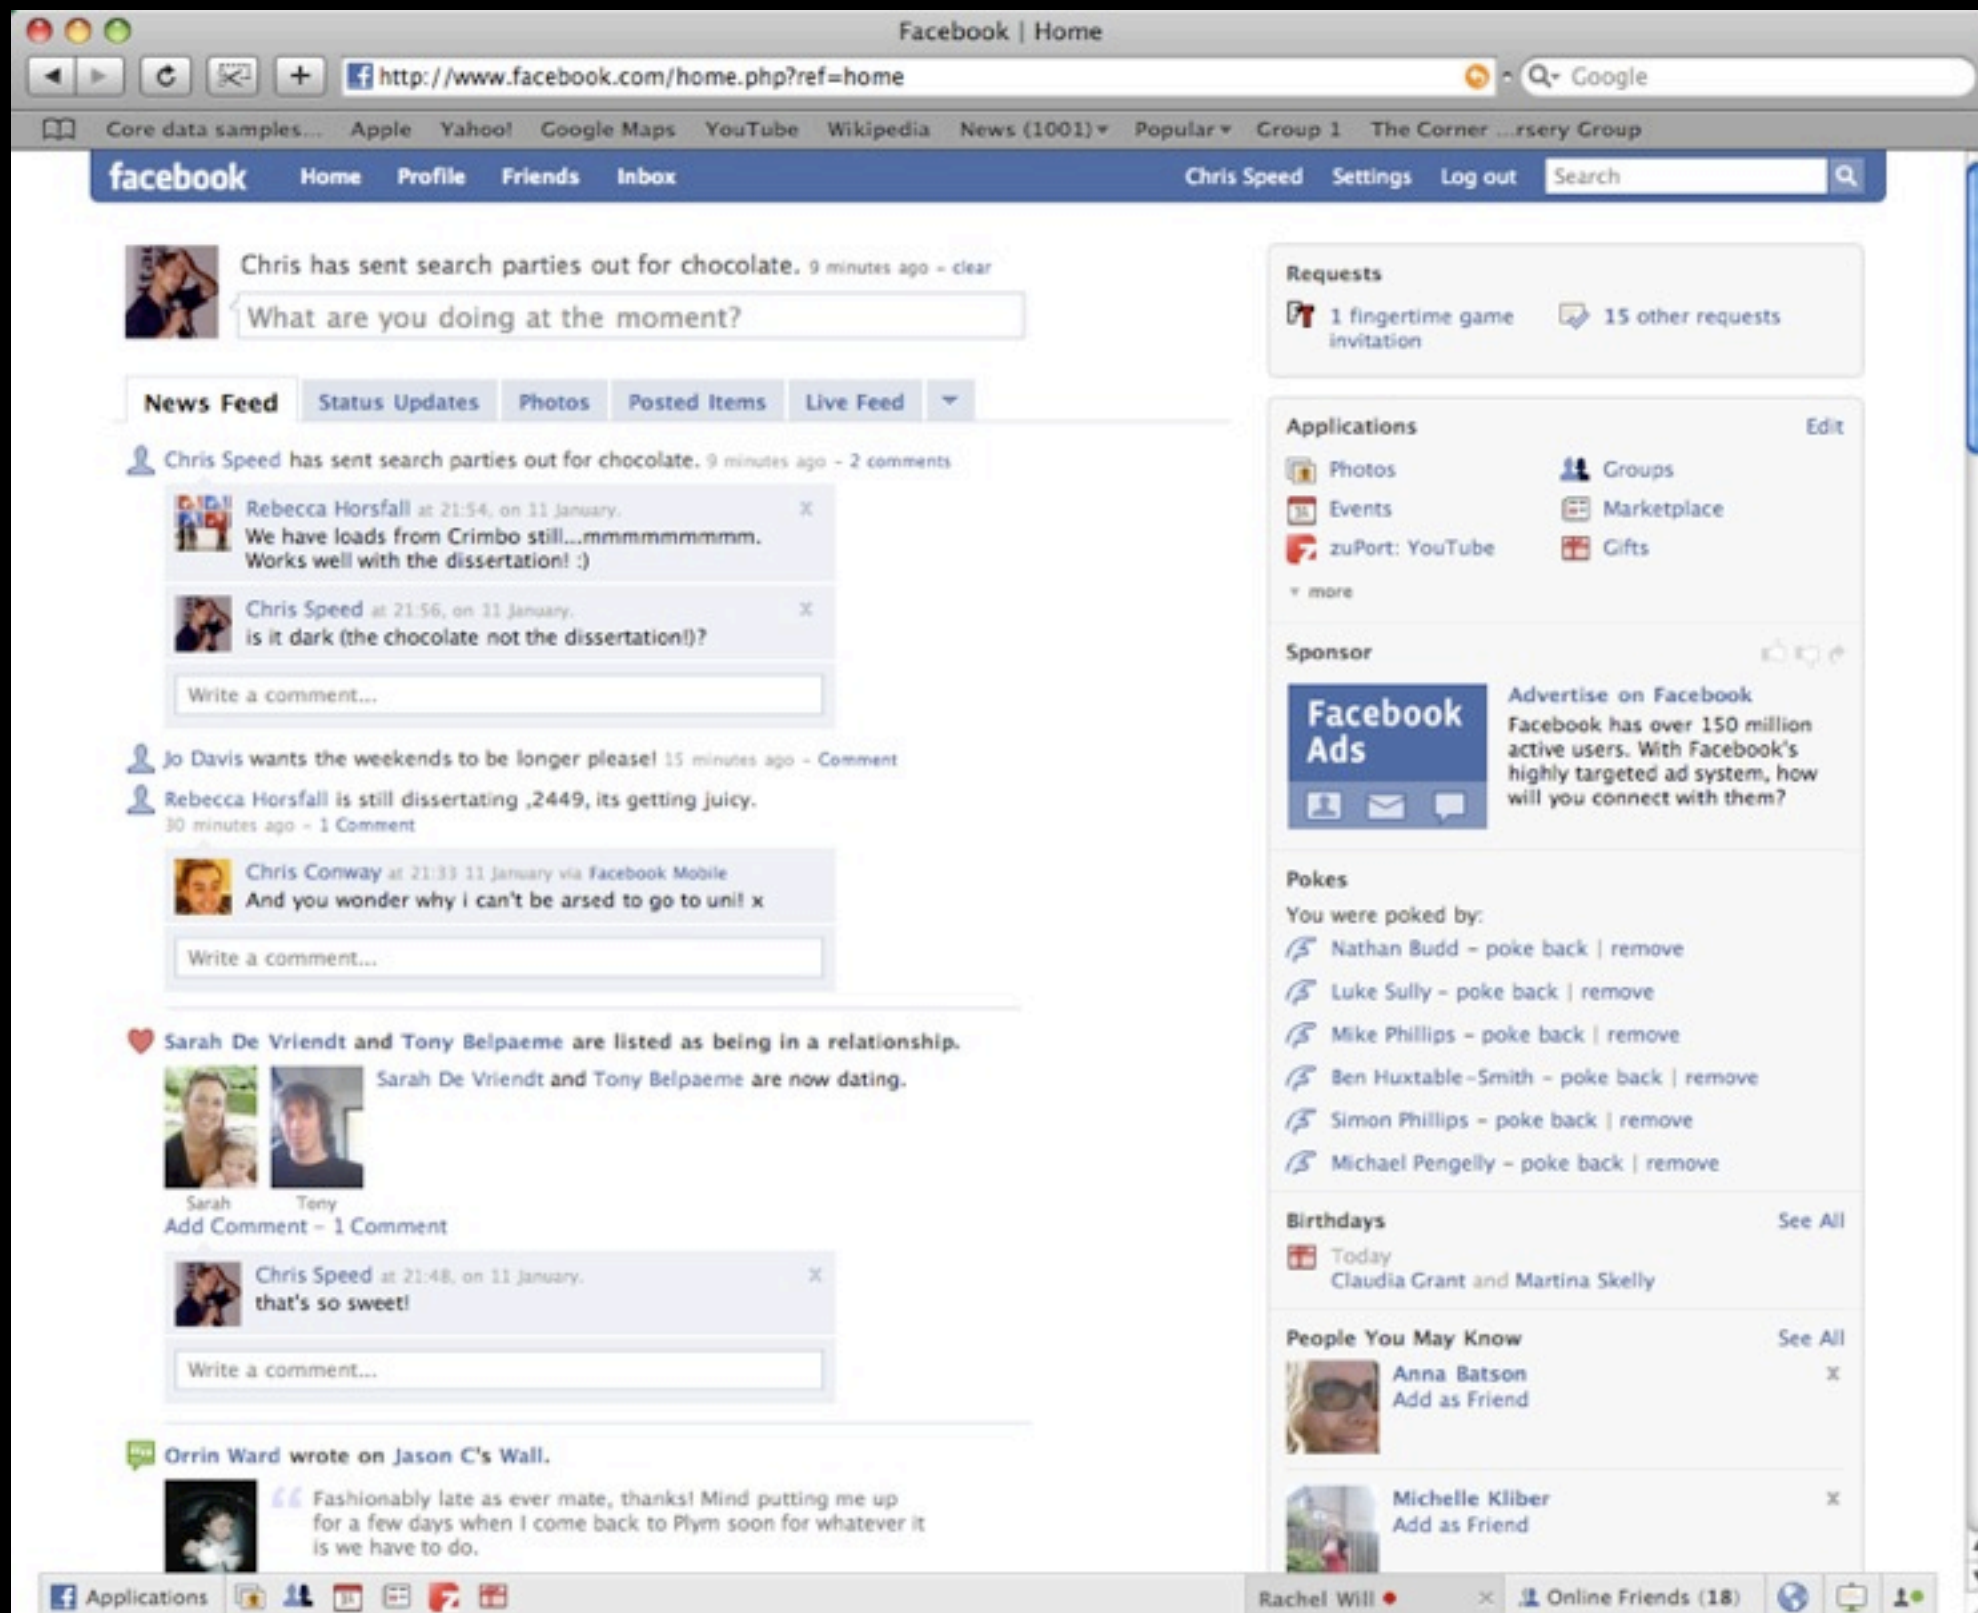 Facebook | Home
http://www.facebook.com/home.php?ref=home
Google
Core data samples... Apple Yahoo! Google Maps YouTube Wikipedia News (1001) Popular Group 1 The Corner ...rsery Group
facebook Home Profile Friends Inbox Chris Speed Settings Log out Search
Chris has sent search parties out for chocolate. 9 minutes ago - clear
What are you doing at the moment?
News Feed Status Updates Photos Posted Items Live Feed
Chris Speed has sent search parties out for chocolate. 9 minutes ago - 2 comments
Rebecca Horsfall at 21:54, on 11 January.
We have loads from Crimbo still...mmmmmmmmm.
Works well with the dissertation! :)
Chris Speed at 21:56, on 11 January.
is it dark (the chocolate not the dissertation!)?
Write a comment...
Jo Davis wants the weekends to be longer please! 15 minutes ago - Comment
Rebecca Horsfall is still dissertating ,2449, its getting juicy.
30 minutes ago - 1 Comment
Chris Conway at 21:33 11 January via Facebook Mobile
And you wonder why i can't be arsed to go to uni! x
Write a comment...
Sarah De Vriendt and Tony Belpaeme are listed as being in a relationship.
Sarah De Vriendt and Tony Belpaeme are now dating.
Sarah Tony
Add Comment - 1 Comment
Chris Speed at 21:48, on 11 January.
that's so sweet!
Write a comment...
Orrin Ward wrote on Jason C's Wall.
Fashionably late as ever mate, thanks! Mind putting me up
for a few days when I come back to Plym soon for whatever it
is we have to do.
Requests
1 fingertime game
invitation
15 other requests
Applications Edit
Photos Groups
Events Marketplace
zuPort: YouTube Gifts
more
Sponsor
Facebook
Ads
Advertise on Facebook
Facebook has over 150 million
active users. With Facebook's
highly targeted ad system, how
will you connect with them?
Pokes
You were poked by:
Nathan Budd - poke back | remove
Luke Sully - poke back | remove
Mike Phillips - poke back | remove
Ben Huxtable-Smith - poke back | remove
Simon Phillips - poke back | remove
Michael Pengelly - poke back | remove
Birthdays See All
Today
Claudia Grant and Martina Skelly
People You May Know See All
Anna Batson
Add as Friend
Michelle Kliber
Add as Friend
Applications
Rachel Will
Online Friends (18)